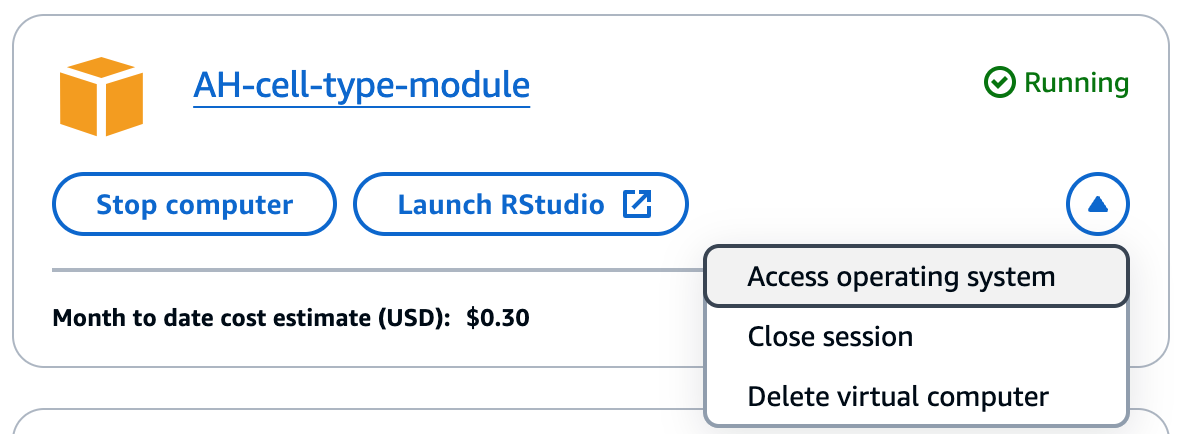 AH-cell-type-module
Running
Stop computer
Launch RStudio
Access operating system
Month to date cost estimate (USD): $0.30
Close session
Delete virtual computer